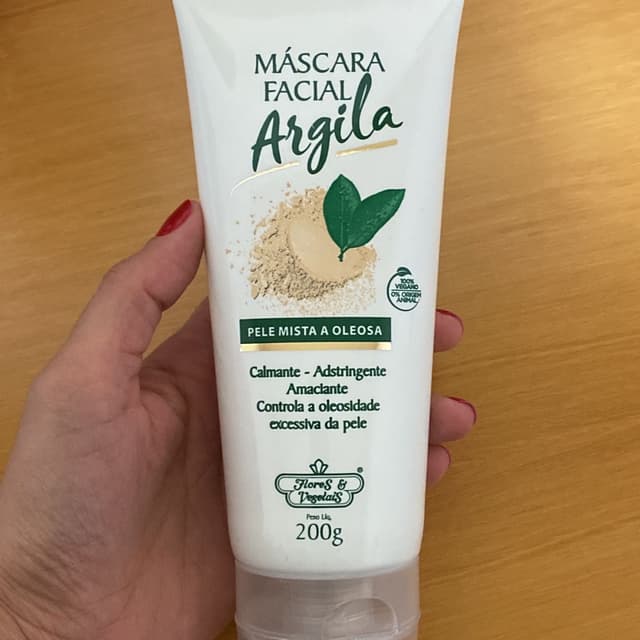 MÁSCARA
FACIAL
Argila
100%
VEGANO
0% ORIGEM
ANIMAL
PELE MISTA A OLEOSA
Calmante - Adstringente
Amaciante
Controla a oleosidade
excessiva da pele
Flores &
Vegetais ®
Peso Líq.
200g